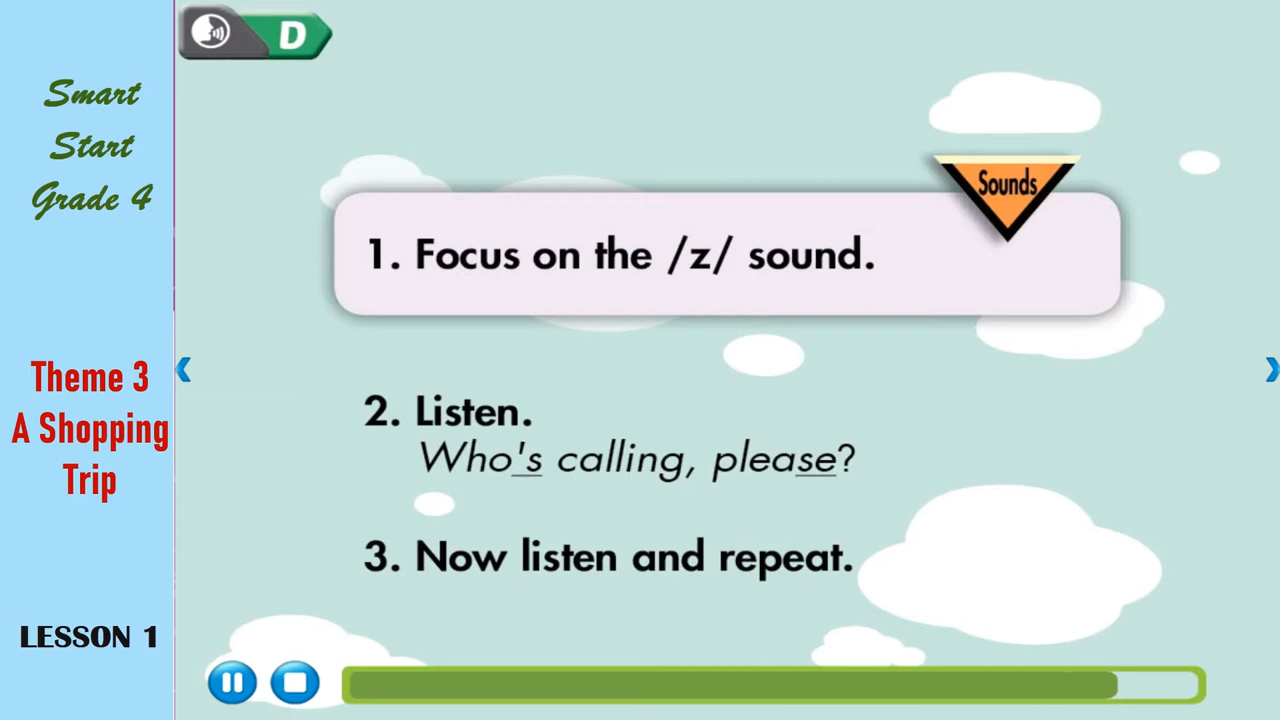 D
Smart
Start
Grade 4
Theme 3
A Shopping
Trip
LESSON 1
Sounds
1. Focus on the /z/ sound.
2. Listen.
Who's calling, please?
3. Now listen and repeat.